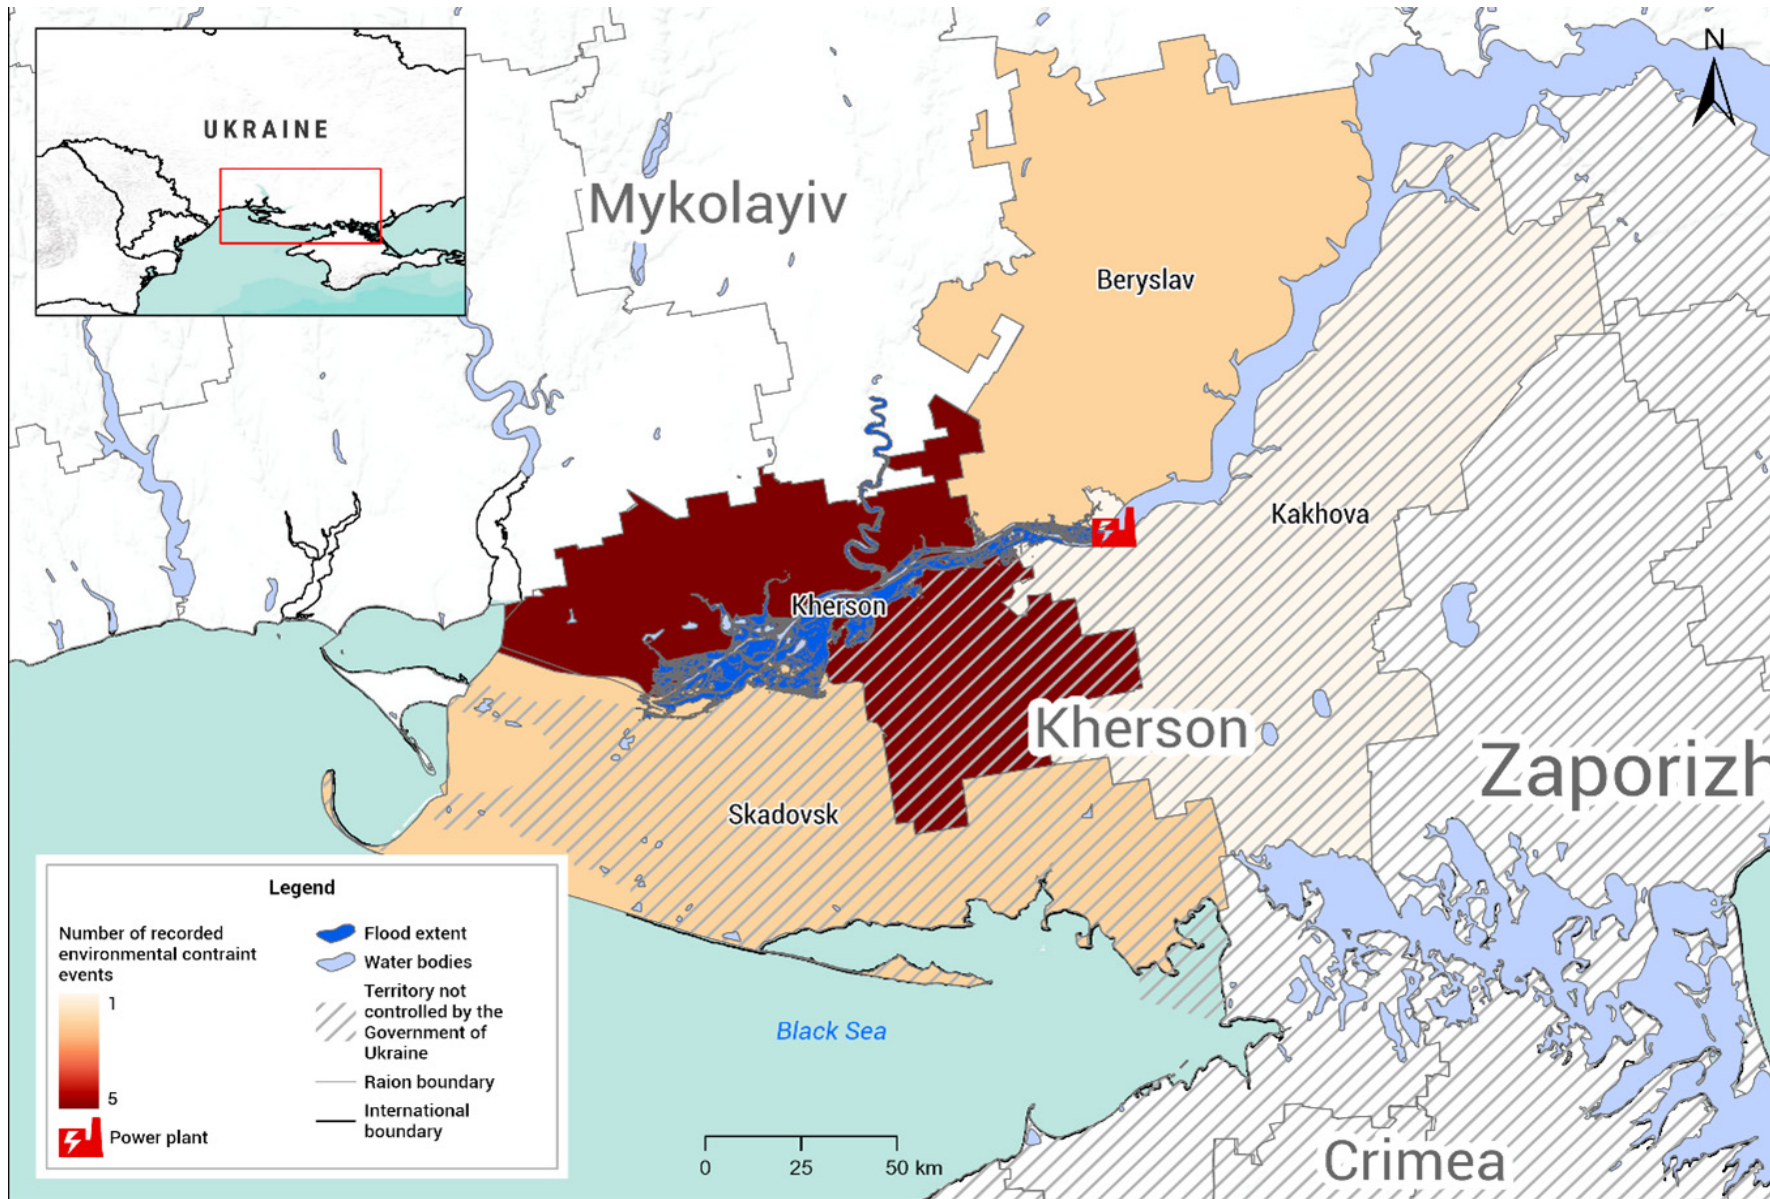 UKRAINE
N
Mykolayiv
Beryslav
Kakhova
Kherson
Kherson
Zaporizh
Skadovsk
Black Sea
Crimea
Legend
Number of recorded
environmental contraint
events
1
5
Power plant
Flood extent
Water bodies
Territory not
controlled by the
Government of
Ukraine
Raion boundary
International
boundary
0 25 50 km